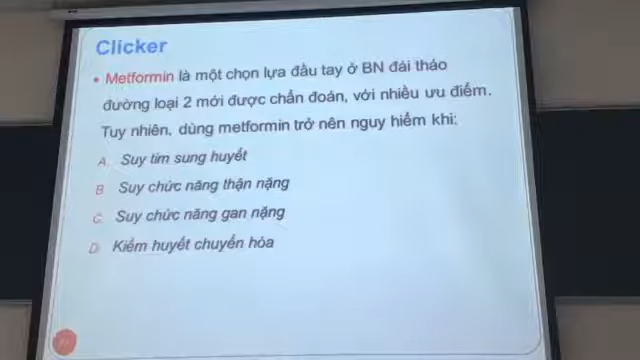 Clicker
• Metformin là một chọn lựa đầu tay ở BN đái tháo
đường loại 2 mới được chẩn đoán, với nhiều ưu điểm.
Tuy nhiên, dùng metformin trở nên nguy hiểm khi:
A. Suy tim sung huyết
B. Suy chức năng thận nặng
C. Suy chức năng gan nặng
D. Kiềm huyết chuyển hóa